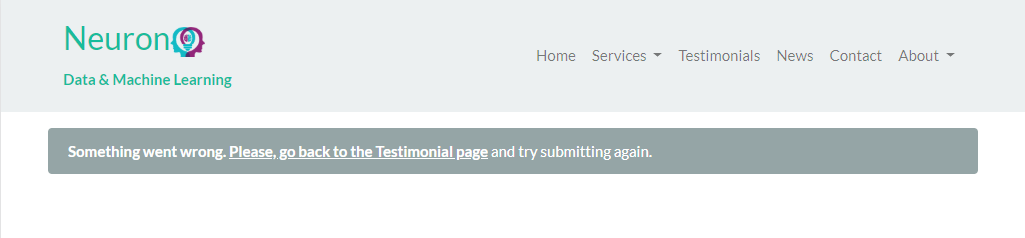 Neuron
Data & Machine Learning
Home Services Testimonials News Contact About
Something went wrong. Please, go back to the Testimonial page and try submitting again.